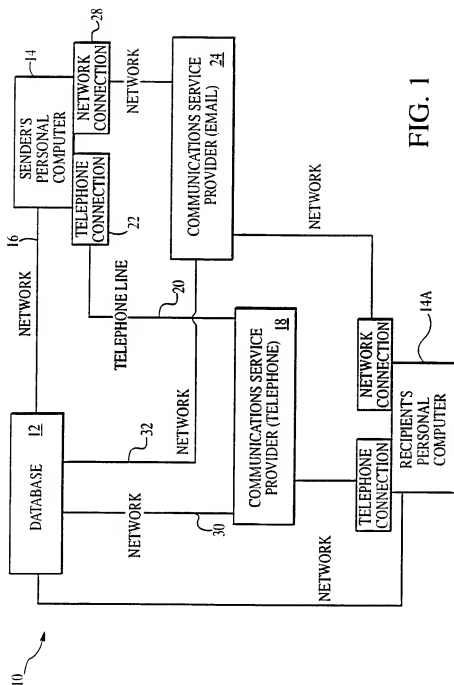 10
NETWORK
16
SENDER'S
PERSONAL
COMPUTER
14
DATABASE
12
TELEPHONE
CONNECTION
22
NETWORK
CONNECTION
28
NETWORK
32
NETWORK
30
NETWORK
TELEPHONE LINE
20
COMMUNICATIONS SERVICE
PROVIDER (EMAIL)
24
COMMUNICATIONS SERVICE
PROVIDER (TELEPHONE)
18
NETWORK
NETWORK
TELEPHONE
CONNECTION
NETWORK
CONNECTION
RECIPIENT'S
PERSONAL
COMPUTER
14A
FIG. 1